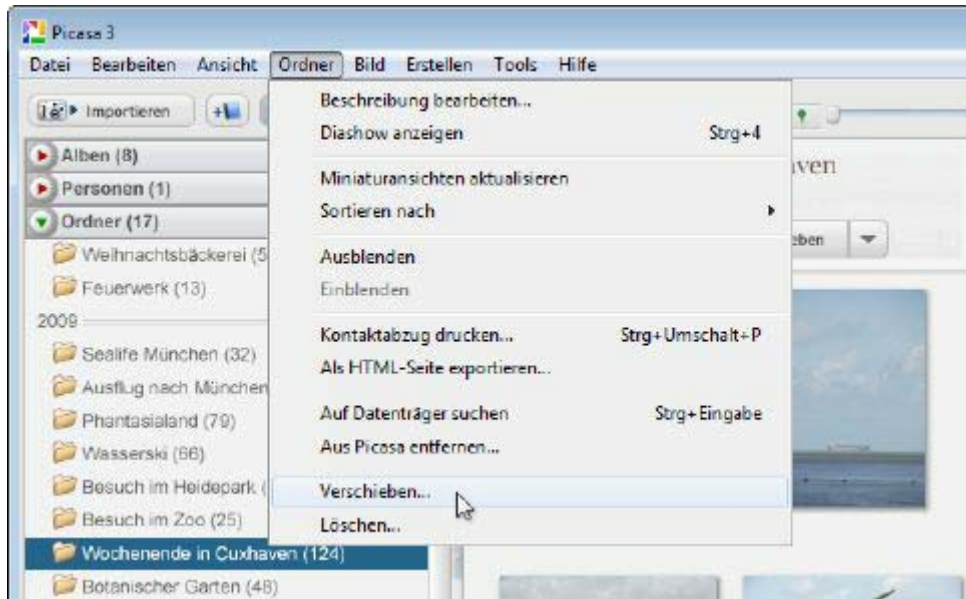 Picasa 3
Datei Bearbeiten Ansicht Ordner Bild Erstellen Tools Hilfe
Importieren
Alben (8)
Personen (1)
Ordner (17)
Weihnachtsbäckerei (5
Feuerwerk (13)
2009
Sealife München (32)
Ausflug nach München
Phantasialand (79)
Wasserski (66)
Besuch im Heidepark (
Besuch im Zoo (25)
Wochenende in Cuxhaven (124)
Botanischer Garten (48)
Beschreibung bearbeiten...
Diashow anzeigen Strg+4
Miniaturansichten aktualisieren
Sortieren nach
Ausblenden
Einblenden
Kontaktabzug drucken... Strg+Umschalt+P
Als HTML-Seite exportieren...
Auf Datenträger suchen Strg+Eingabe
Aus Picasa entfernen...
Verschieben...
Löschen...
aven
eben